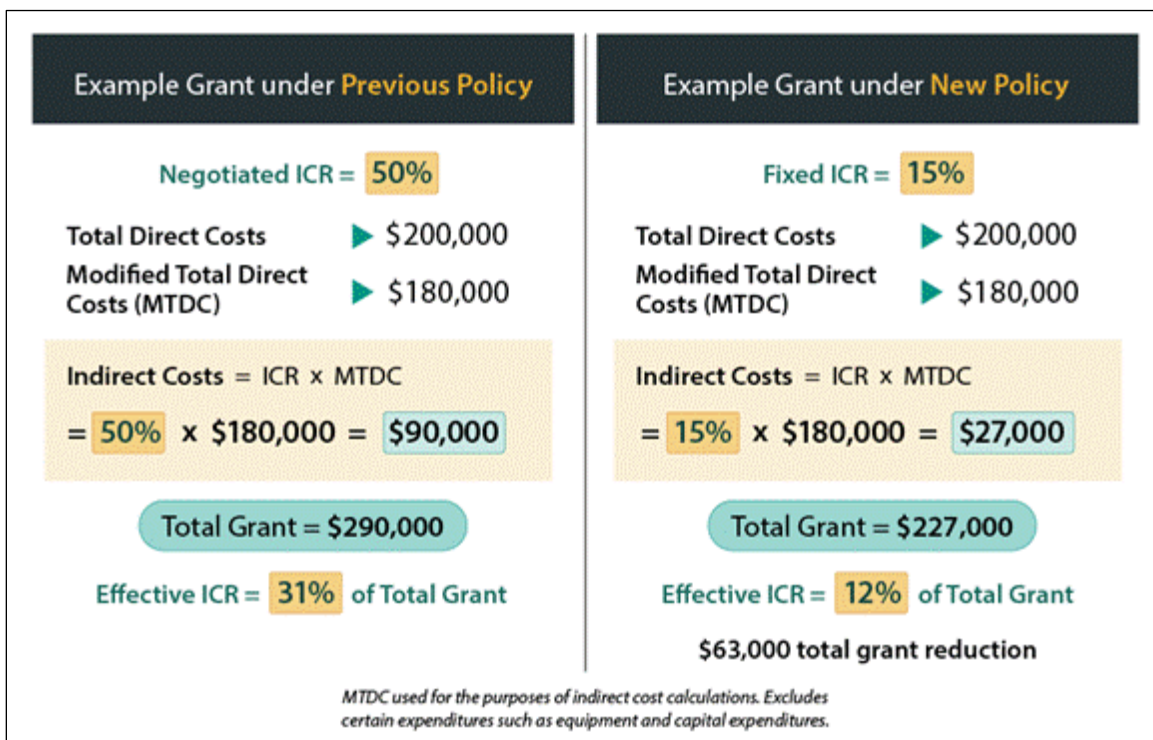 Example Grant under Previous Policy
Negotiated ICR = 50%
Total Direct Costs ▶ $200,000
Modified Total Direct
Costs (MTDC) ▶ $180,000
Indirect Costs = ICR x MTDC
= 50% x $180,000 = $90,000
Total Grant = $290,000
Effective ICR = 31% of Total Grant
Example Grant under New Policy
Fixed ICR = 15%
Total Direct Costs ▶ $200,000
Modified Total Direct
Costs (MTDC) ▶ $180,000
Indirect Costs = ICR x MTDC
= 15% x $180,000 = $27,000
Total Grant = $227,000
Effective ICR = 12% of Total Grant
$63,000 total grant reduction
MTDC used for the purposes of indirect cost calculations. Excludes
certain expenditures such as equipment and capital expenditures.